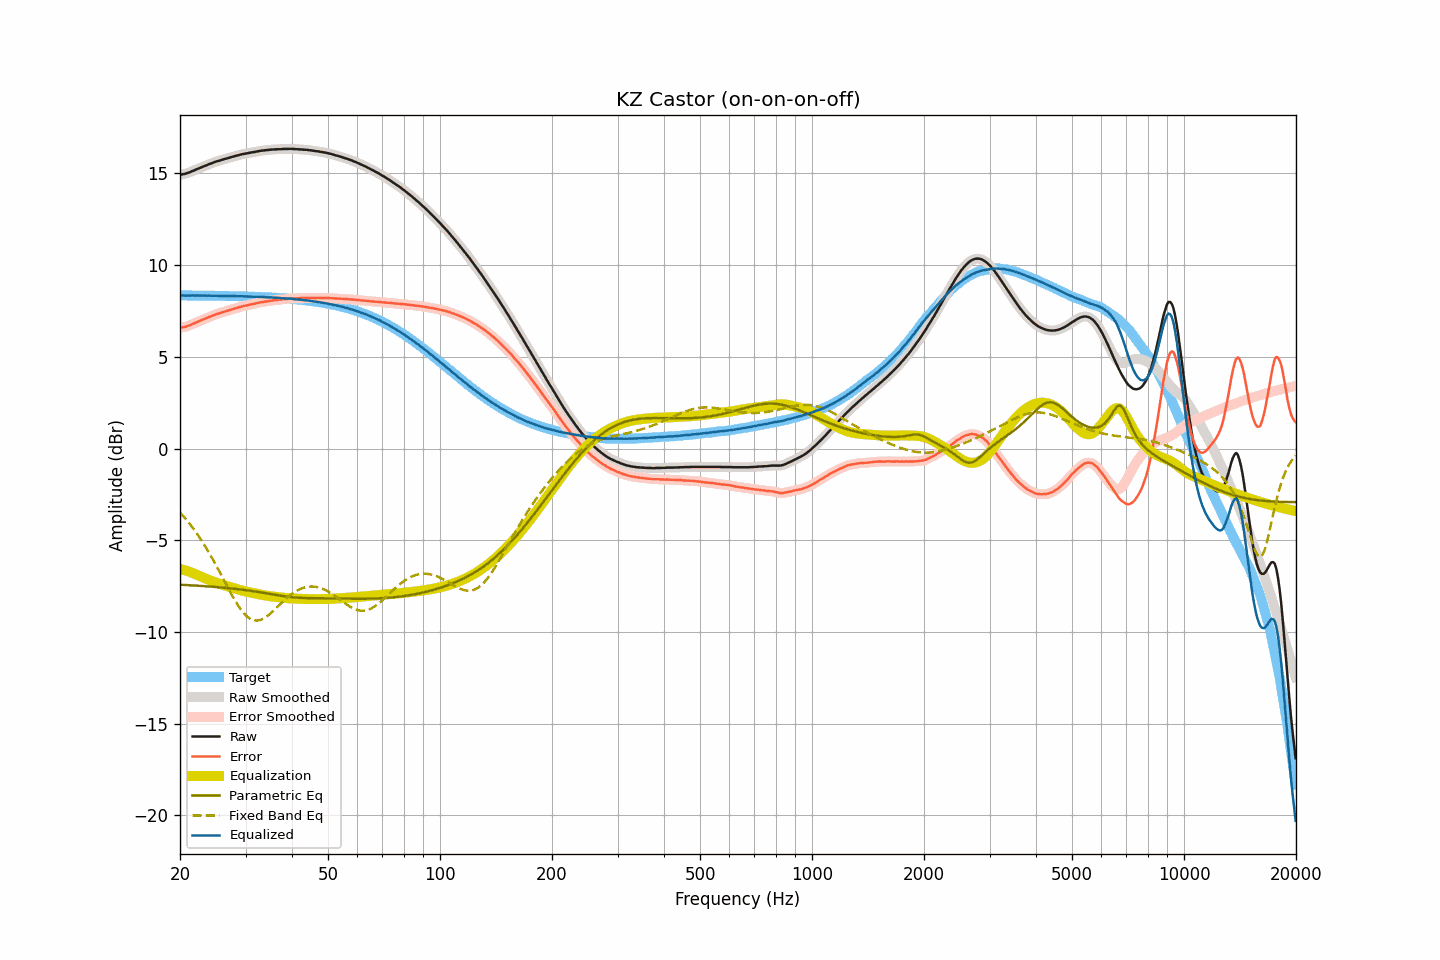 KZ Castor (on-on-on-off)
Amplitude (dBr)
15
10
5
0
−5
−10
−15
−20
Target
Raw Smoothed
Error Smoothed
Raw
Error
Equalization
Parametric Eq
Fixed Band Eq
Equalized
20 50 100 200 500 1000 2000 5000 10000 20000
Frequency (Hz)